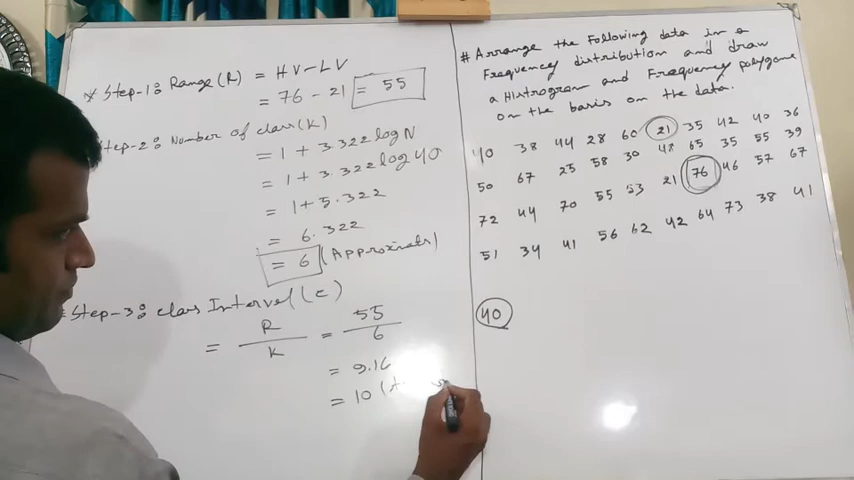 * Step-1: Range(R) = HV-LV
= 76 - 21 = 55
Step-2: Number of class(K)
= 1 + 3.322 log N
= 1 + 3.322 log 40
= 1 + 5.322
= 6.322
= 6 (Approximate)
Step-3: class Interval (c)
= R/K = 55/6
= 9.16
= 10 (A
# Arrange the Following data in a
Frequency distribution and draw
a Histrogram and Frequency polygone
on the basis on the data.
40 38 44 28 60 21 35 42 40 36
50 67 25 58 30 48 65 35 55 39
72 44 70 55 53 21 76 46 57 67
51 34 41 56 62 42 64 73 38 41
40